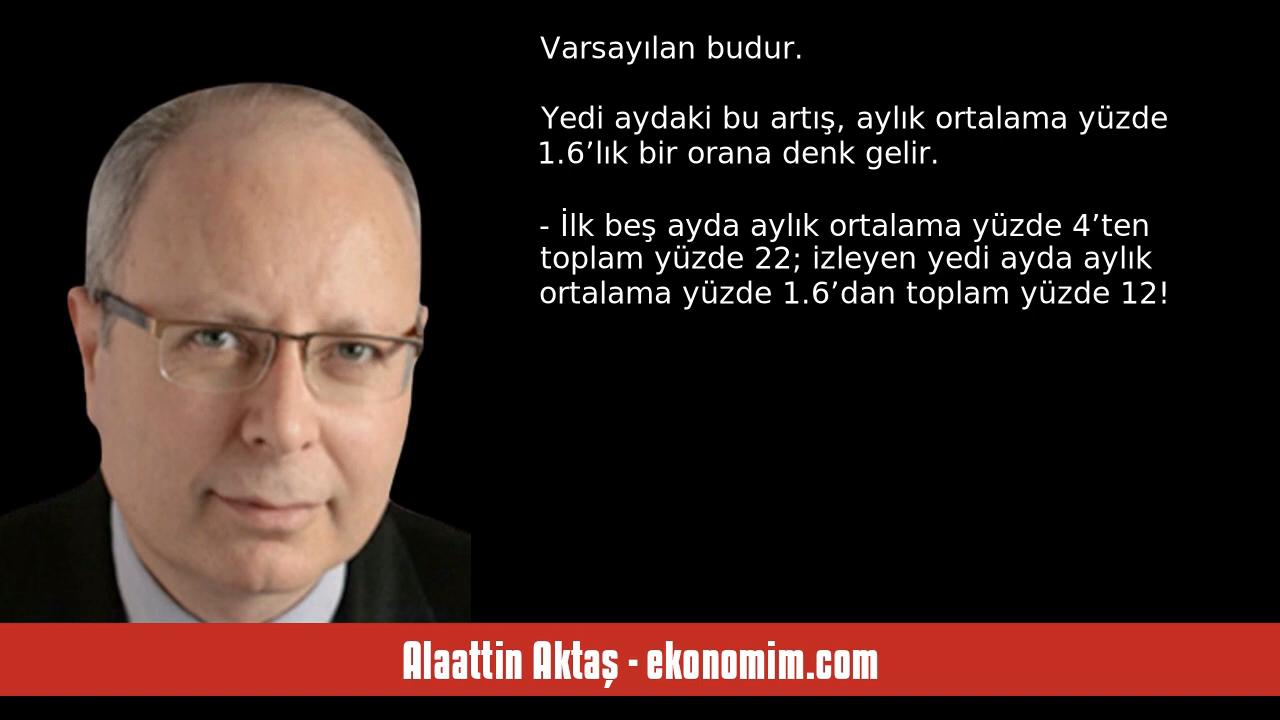 Varsayılan budur.
Yedi aydaki bu artış, aylık ortalama yüzde
1.6’lık bir orana denk gelir.
- İlk beş ayda aylık ortalama yüzde 4’ten
toplam yüzde 22; izleyen yedi ayda aylık
ortalama yüzde 1.6’dan toplam yüzde 12!
Alaattin Aktaş - ekonomim.com